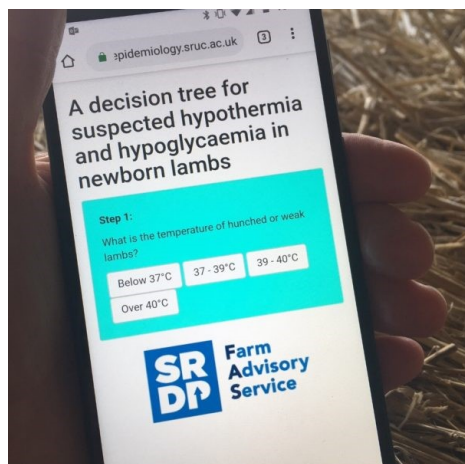 epidemiology.sruc.ac.uk
3
A decision tree for
suspected hypothermia
and hypoglycaemia in
newborn lambs
Step 1:
What is the temperature of hunched or weak
lambs?
Below 37°C
37 - 39°C
39 - 40°C
Over 40°C
SR
DP
Farm
Advisory
Service